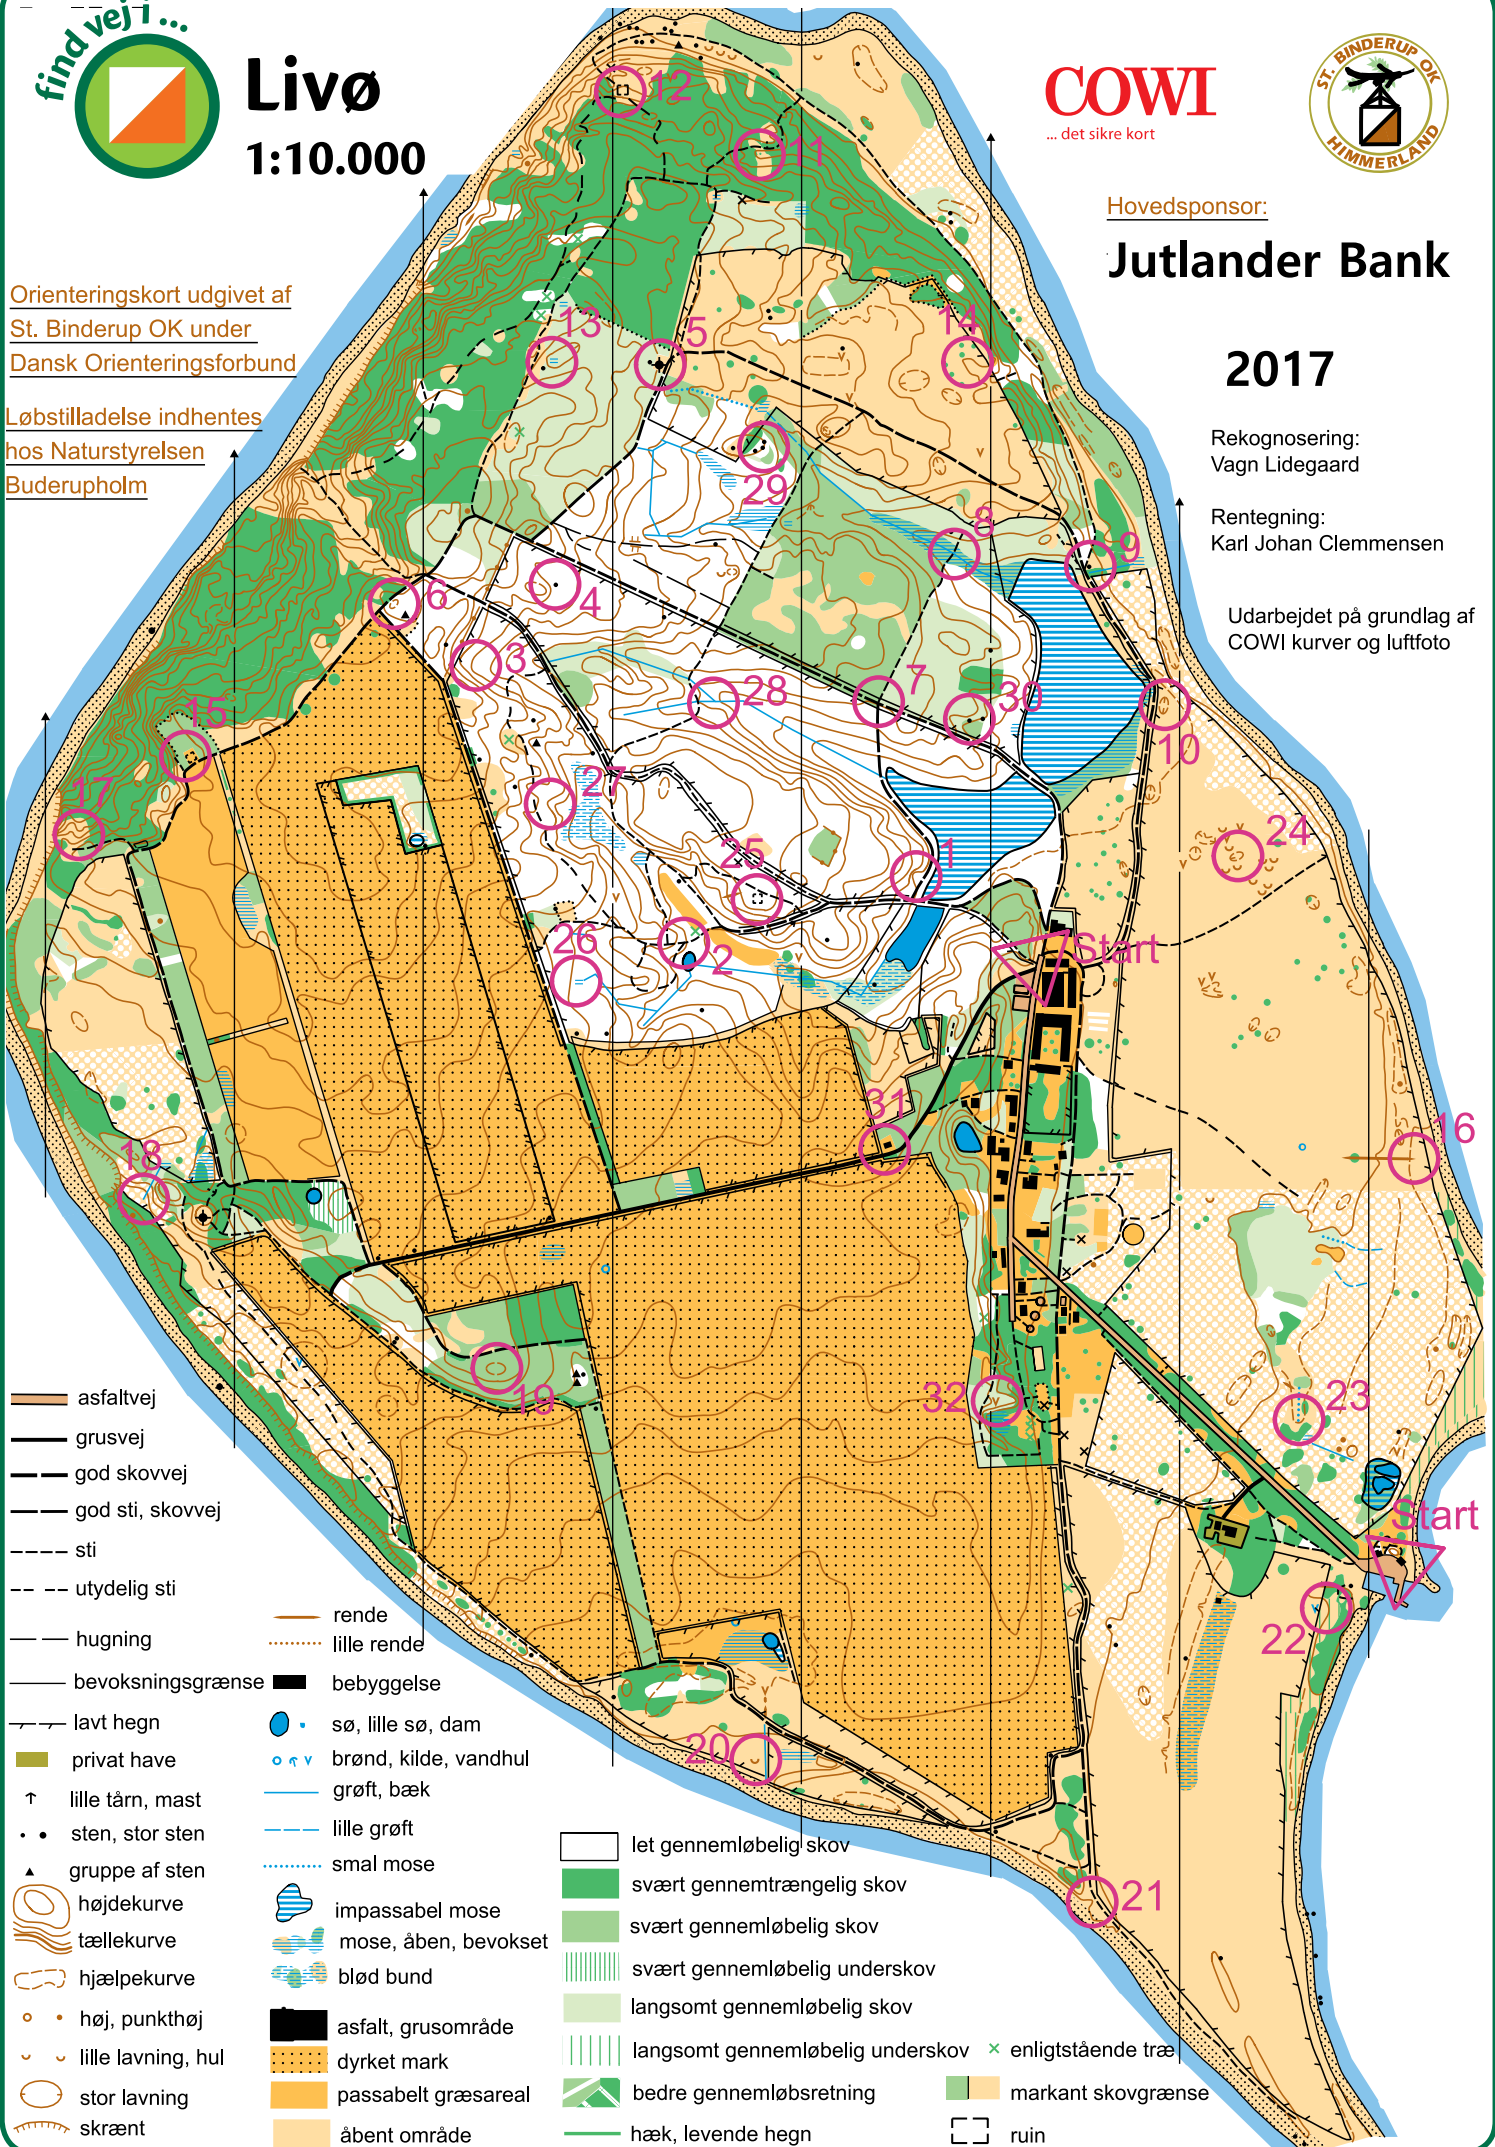 find vej i ...
Livø
1:10.000
COWI
... det sikre kort
ST. BINDERUP OK
HIMMERLAND
Hovedsponsor:
Jutlander Bank
2017
Orienteringskort udgivet af
St. Binderup OK under
Dansk Orienteringsforbund
Løbstilladelse indhentes
hos Naturstyrelsen
Buderupholm
Rekognosering:
Vagn Lidegaard
Rentegning:
Karl Johan Clemmensen
Udarbejdet på grundlag af
COWI kurver og luftfoto
12
11
13
5
14
29
8
9
6
4
3
28
7
30
10
15
17
27
24
25
1
26
2
Start
31
16
18
19
32
23
Start
22
20
21
asfaltvej
grusvej
god skovvej
god sti, skovvej
sti
utydelig sti
hugning
bevoksningsgrænse
lavt hegn
privat have
lille tårn, mast
sten, stor sten
gruppe af sten
højdekurve
tællekurve
hjælpekurve
høj, punkthøj
lille lavning, hul
stor lavning
skrænt
rende
lille rende
bebyggelse
sø, lille sø, dam
brønd, kilde, vandhul
grøft, bæk
lille grøft
smal mose
impassabel mose
mose, åben, bevokset
blød bund
asfalt, grusområde
dyrket mark
passabelt græsareal
åbent område
let gennemløbelig skov
svært gennemtrængelig skov
svært gennemløbelig skov
svært gennemløbelig underskov
langsomt gennemløbelig skov
langsomt gennemløbelig underskov
bedre gennemløbsretning
hæk, levende hegn
enligtstående træ
markant skovgrænse
ruin